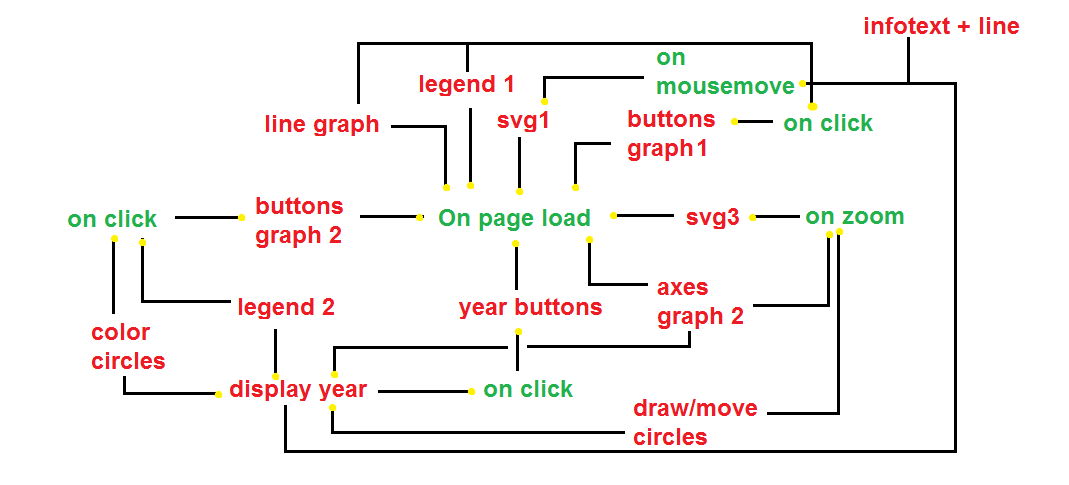 infotext + line
on
mousemove
legend 1
line graph
svg1
buttons
graph1
on click
on click
buttons
graph 2
On page load
svg3
on zoom
legend 2
year buttons
axes
graph 2
color
circles
display year
on click
draw/move
circles